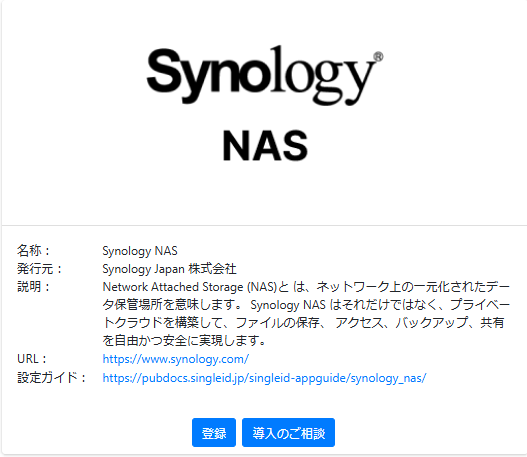 Synology®
NAS
名称： Synology NAS
発行元： Synology Japan 株式会社
説明： Network Attached Storage (NAS)と は、ネットワーク上の一元化されたデー
タ保管場所を意味します。 Synology NAS はそれだけではなく、プライベー
トクラウドを構築して、ファイルの保存、 アクセス、バックアップ、共有
を自由かつ安全に実現します。
URL： https://www.synology.com/
設定ガイド： https://pubdocs.singleid.jp/singleid-appguide/synology_nas/
登録 導入のご相談